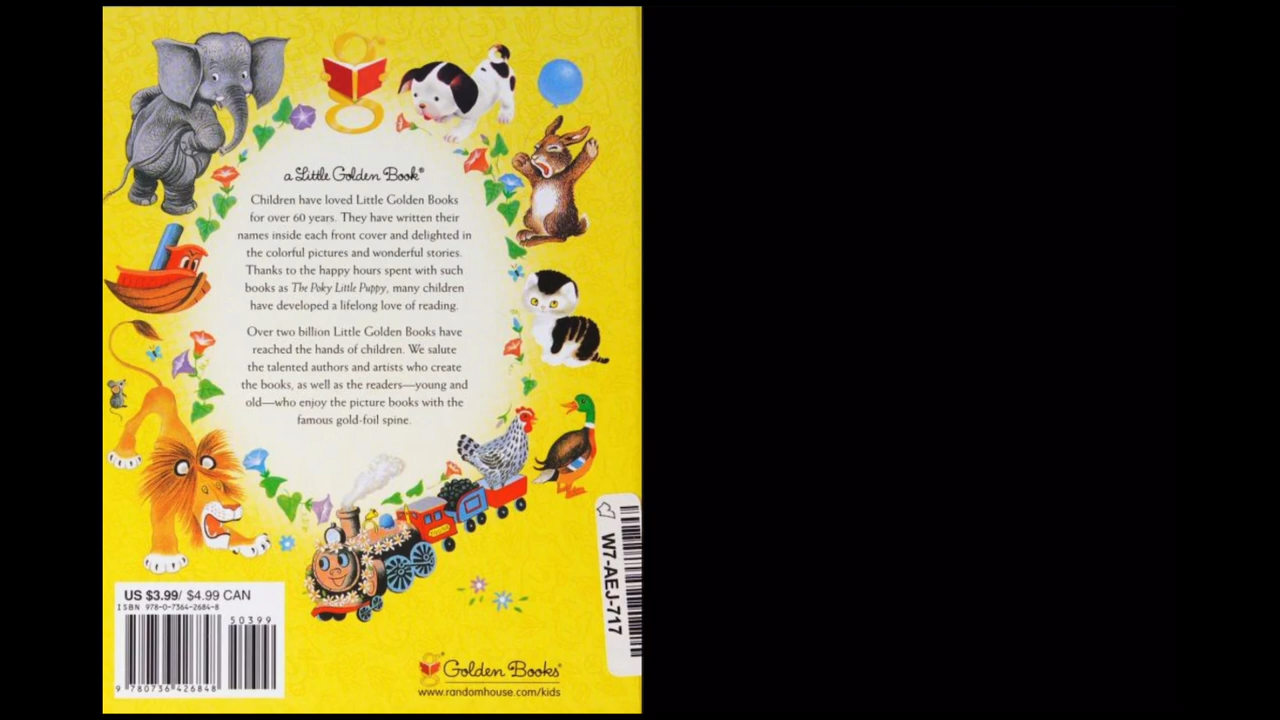 a Little Golden Book®
Children have loved Little Golden Books
for over 60 years. They have written their
names inside each front cover and delighted in
the colorful pictures and wonderful stories.
Thanks to the happy hours spent with such
books as The Poky Little Puppy, many children
have developed a lifelong love of reading.
Over two billion Little Golden Books have
reached the hands of children. We salute
the talented authors and artists who create
the books, as well as the readers—young and
old—who enjoy the picture books with the
famous gold-foil spine.
W7-AEJ-717
US $3.99/ $4.99 CAN
ISBN 978-0-7364-2684-8
50399
9 780736 426848
Golden Books®
www.randomhouse.com/kids